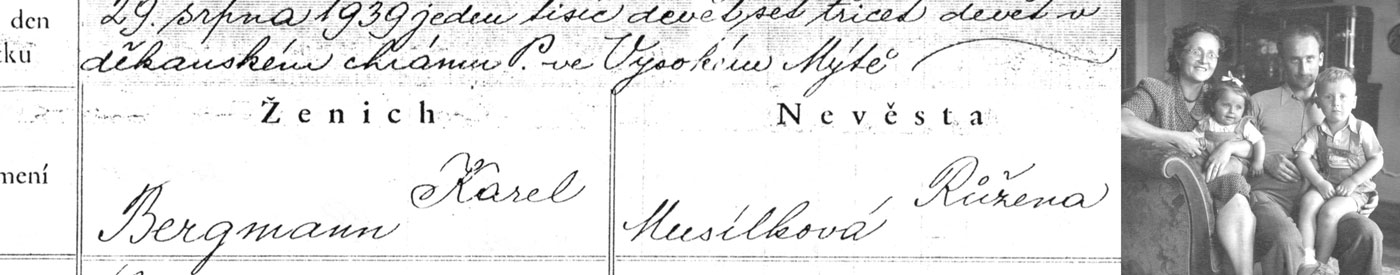 den 29. srpna 1939 jeden tisíc devět set třicet devět v
děkanském chrámu P. ve Vysokém Mýtě
Ženich Nevěsta
Karel Růžena
mení Bergmann Musílková